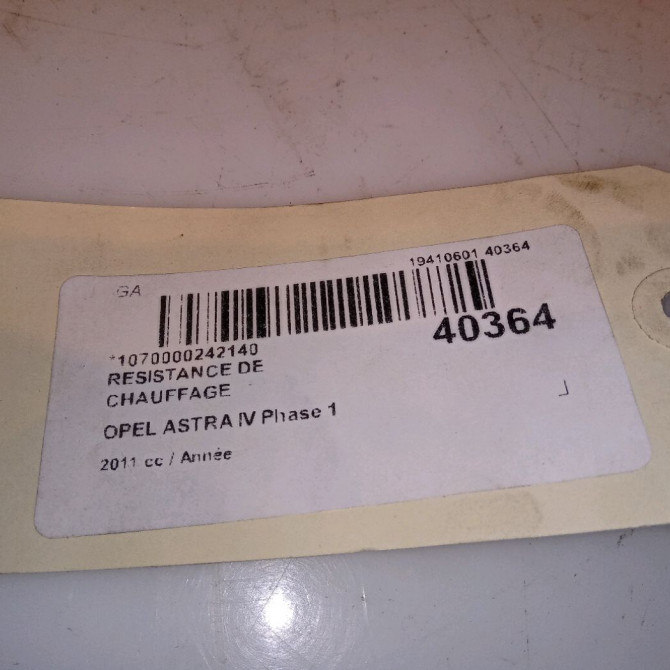 GA
19410601 40364
40364
*1070000242140
RESISTANCE DE
CHAUFFAGE
OPEL ASTRA IV Phase 1
2011 cc / Année